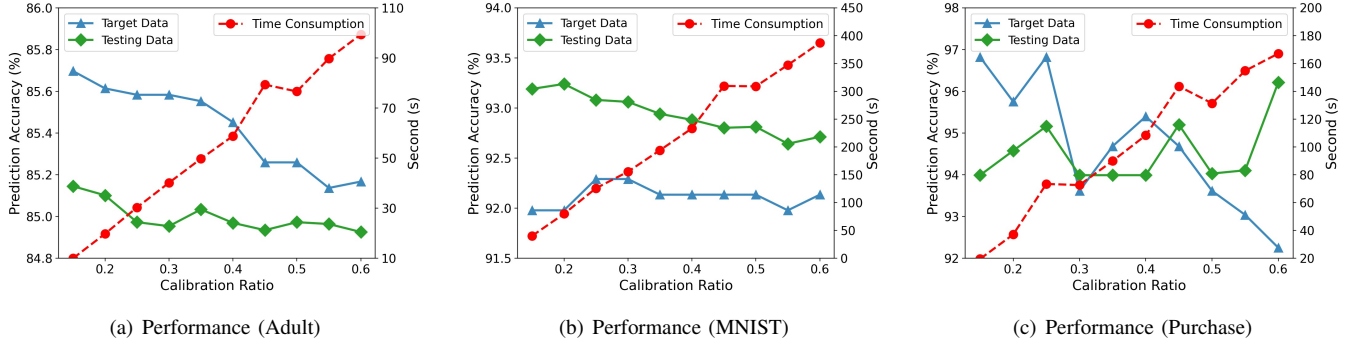 86.0
85.8
85.6
85.4
85.2
85.0
84.8
Prediction Accuracy (%)
Target Data
Testing Data
Time Consumption
110
90
70
50
30
10
Second (s)
0.2 0.3 0.4 0.5 0.6
Calibration Ratio
(a) Performance (Adult)
94.0
93.5
93.0
92.5
92.0
91.5
Prediction Accuracy (%)
Target Data
Testing Data
Time Consumption
450
400
350
300
250
200
150
100
50
0
Second (s)
0.2 0.3 0.4 0.5 0.6
Calibration Ratio
(b) Performance (MNIST)
98
97
96
95
94
93
92
Prediction Accuracy (%)
Target Data
Testing Data
Time Consumption
200
180
160
140
120
100
80
60
40
20
Second (s)
0.2 0.3 0.4 0.5 0.6
Calibration Ratio
(c) Performance (Purchase)